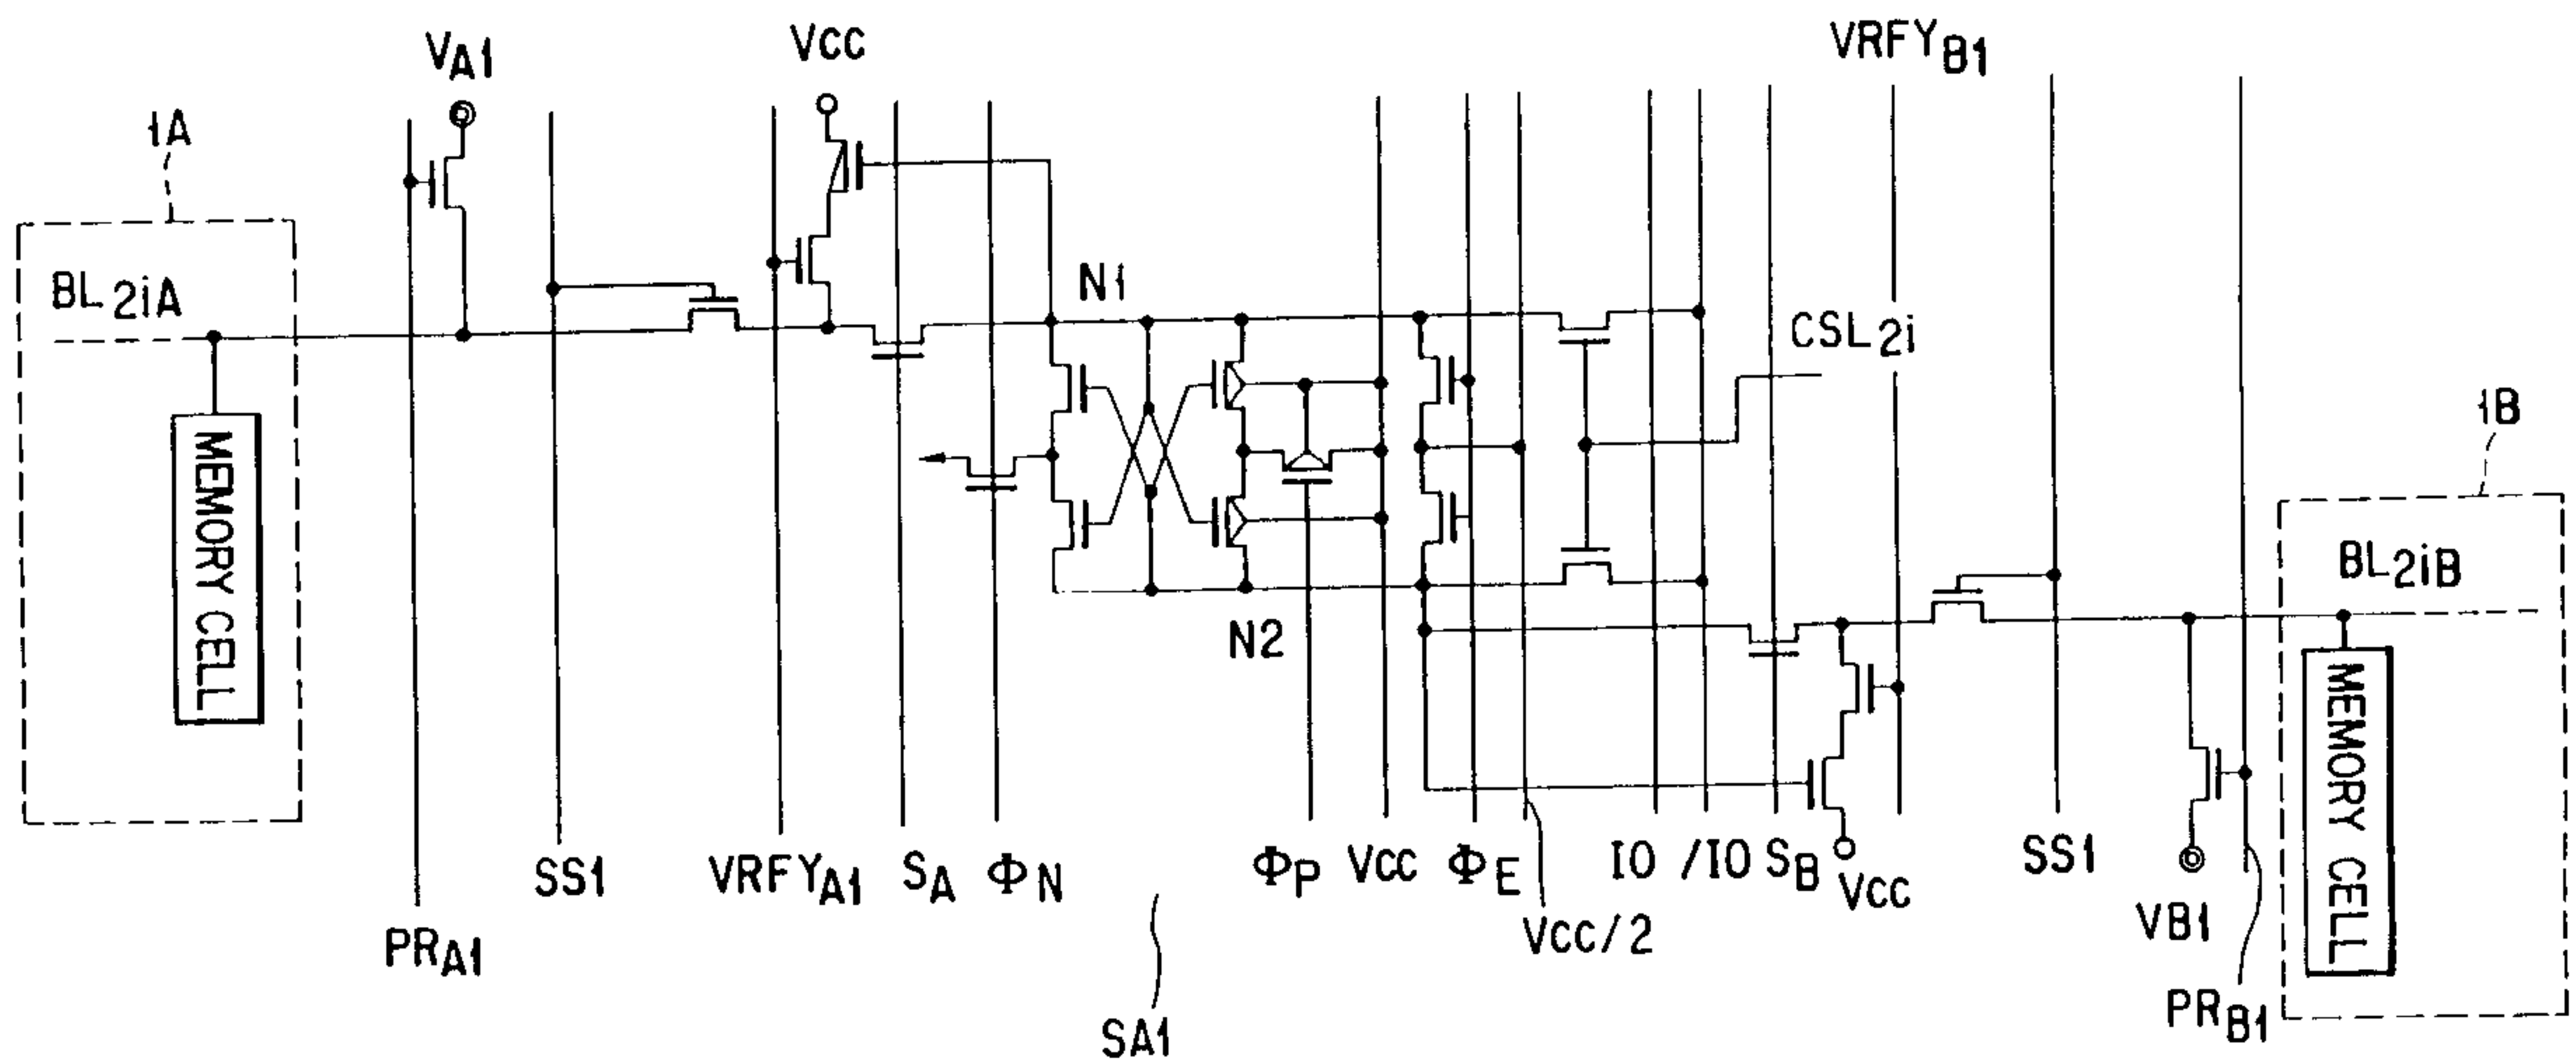 VA1
Vcc
VRFYB1
1A
BL2iA
N1
CSL2i
1B
MEMORY CELL
BL2iB
N2
MEMORY CELL
SS1
VRFYA1
SA
ΦN
ΦP
Vcc
ΦE
IO
/IO
SB
Vcc
SS1
PRA1
Vcc/2
VB1
SA1
PRB1